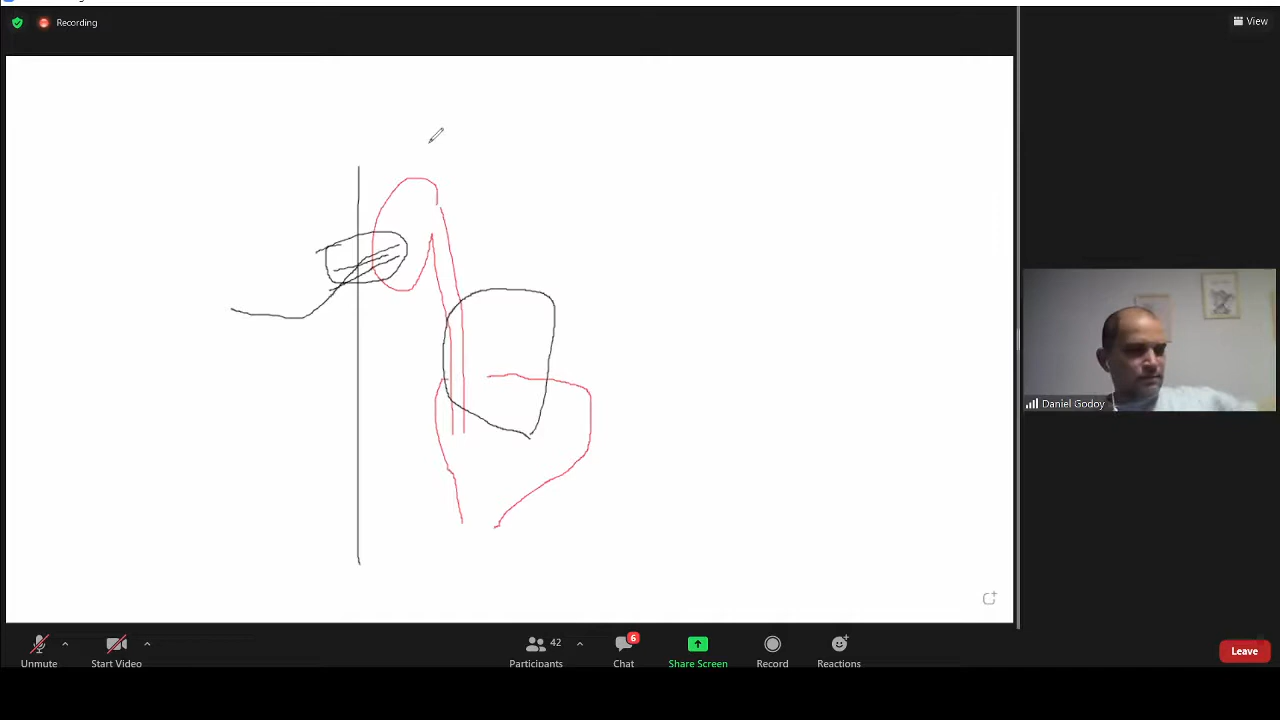 Recording
View
Daniel Godoy
42
6
Unmute
Start Video
Participants
Chat
Share Screen
Record
Reactions
Leave